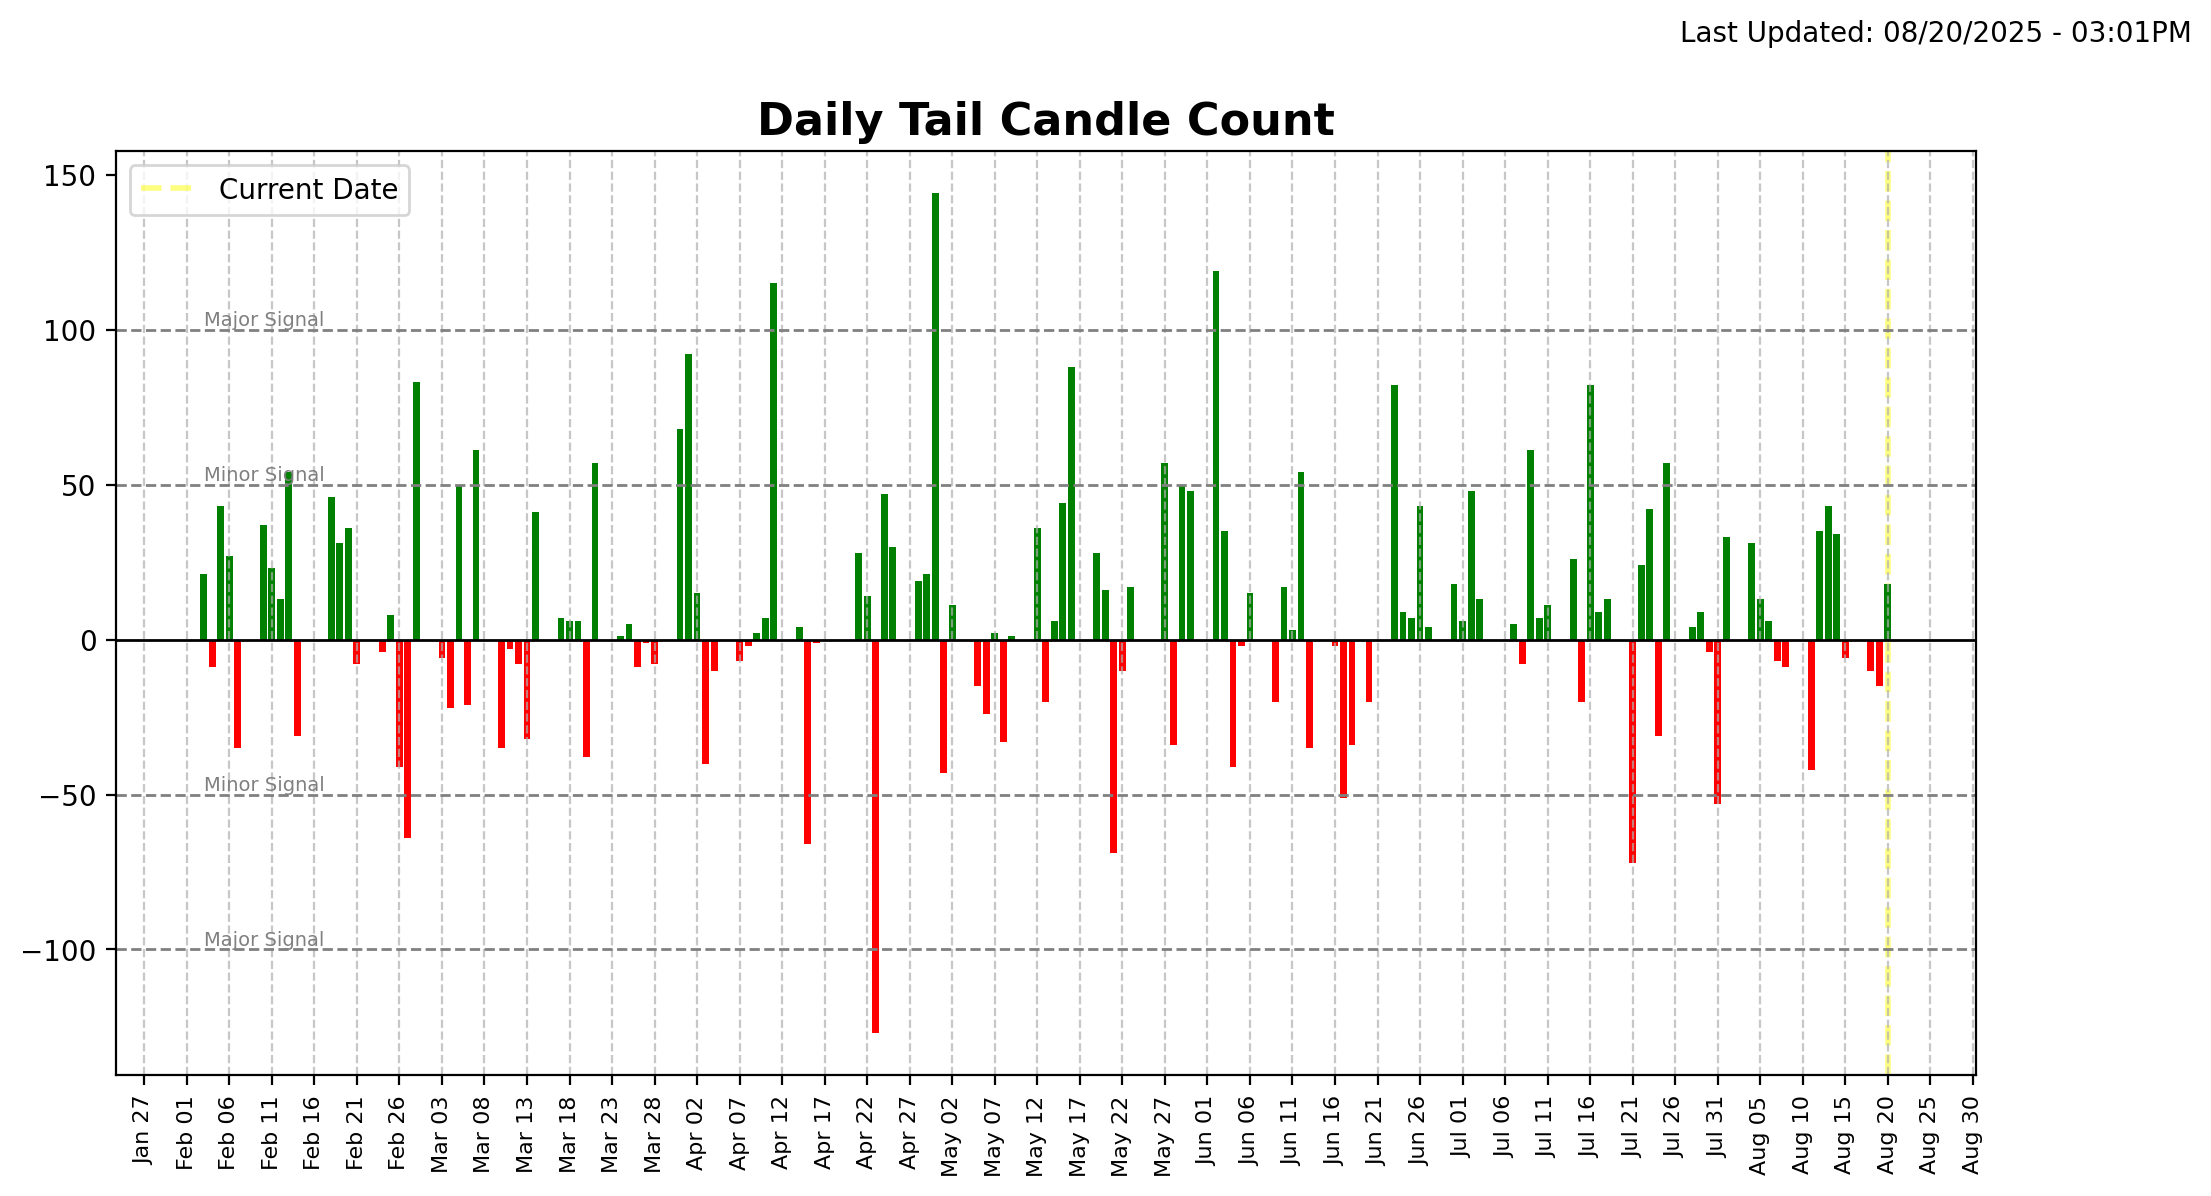 Last Updated: 08/20/2025 - 03:01PM
Daily Tail Candle Count
Current Date
150
100
50
0
−50
−100
Major Signal
Minor Signal
Minor Signal
Major Signal
Jan 27
Feb 01
Feb 06
Feb 11
Feb 16
Feb 21
Feb 26
Mar 03
Mar 08
Mar 13
Mar 18
Mar 23
Mar 28
Apr 02
Apr 07
Apr 12
Apr 17
Apr 22
Apr 27
May 02
May 07
May 12
May 17
May 22
May 27
Jun 01
Jun 06
Jun 11
Jun 16
Jun 21
Jun 26
Jul 01
Jul 06
Jul 11
Jul 16
Jul 21
Jul 26
Jul 31
Aug 05
Aug 10
Aug 15
Aug 20
Aug 25
Aug 30